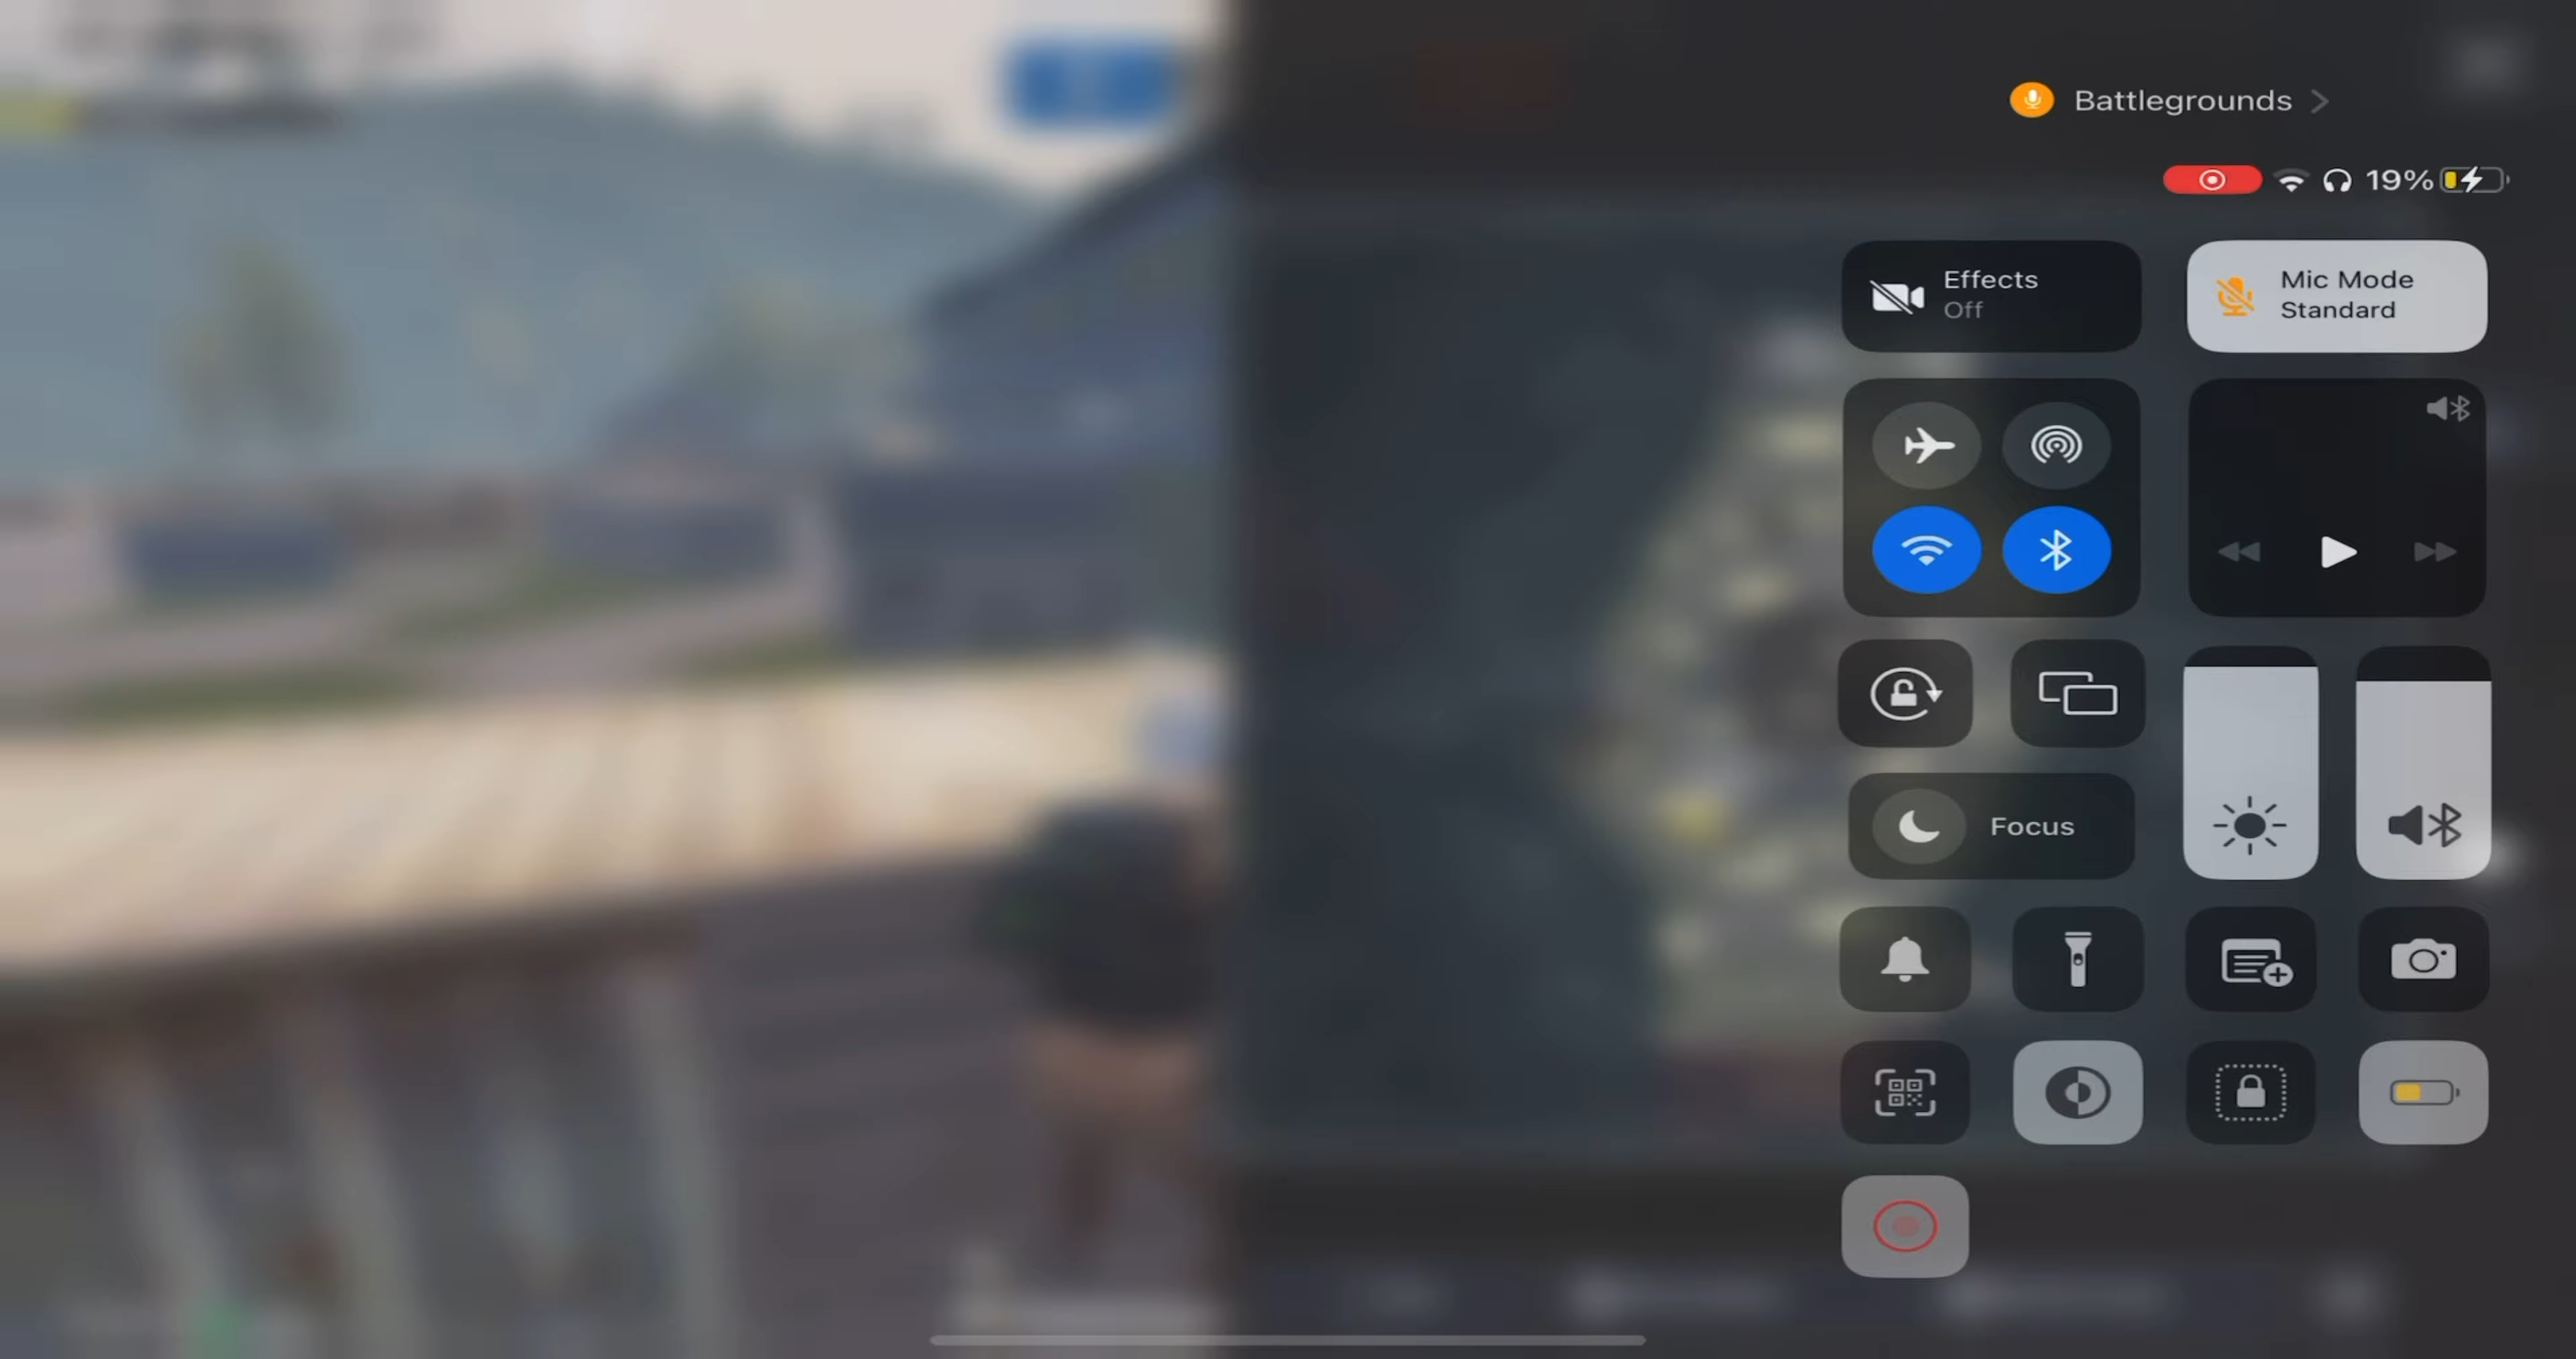 Battlegrounds
19%
Effects
Off
Mic Mode
Standard
Focus